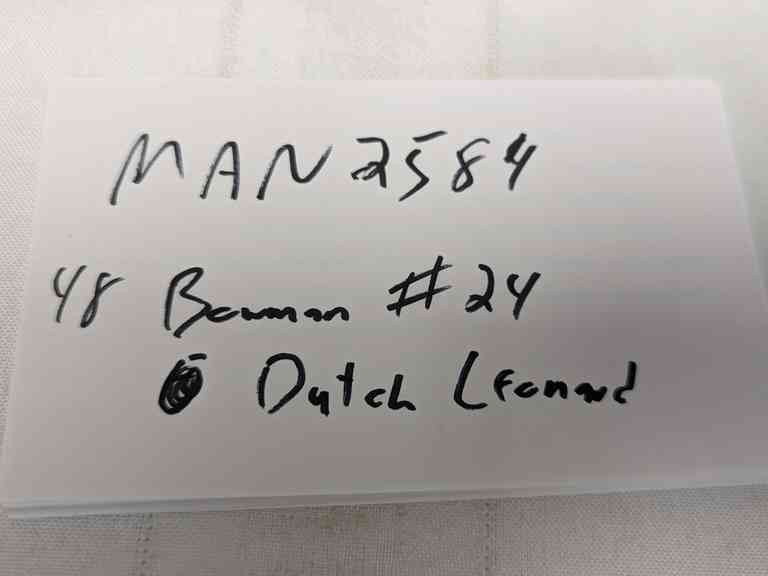 MAN2584
48 Bowman #24
Dutch Leonard